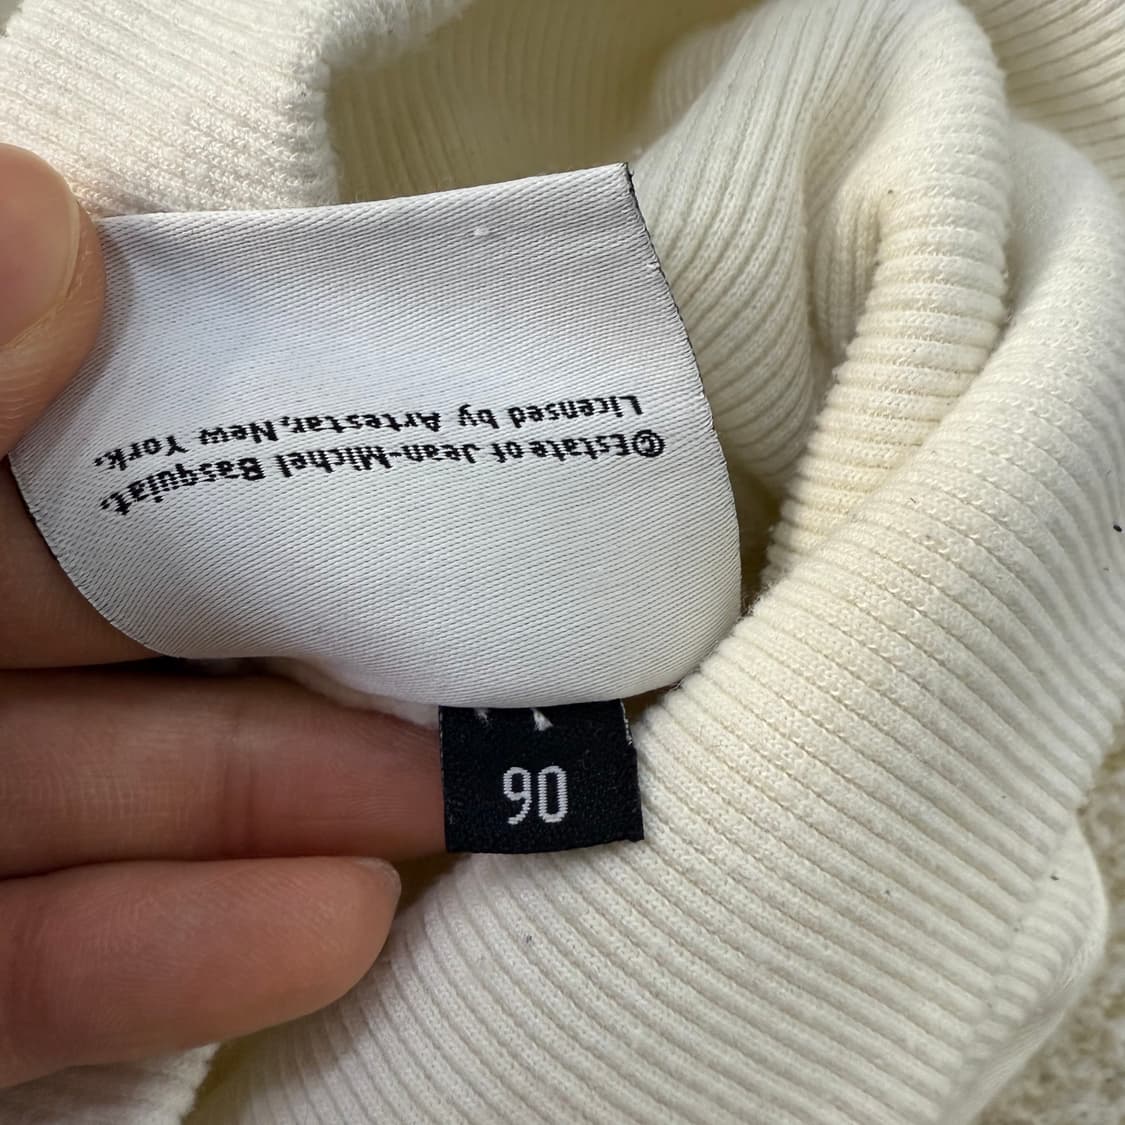 ©Estate of Jean-Michel Basquiat.
Licensed by Artestar, New York.
90